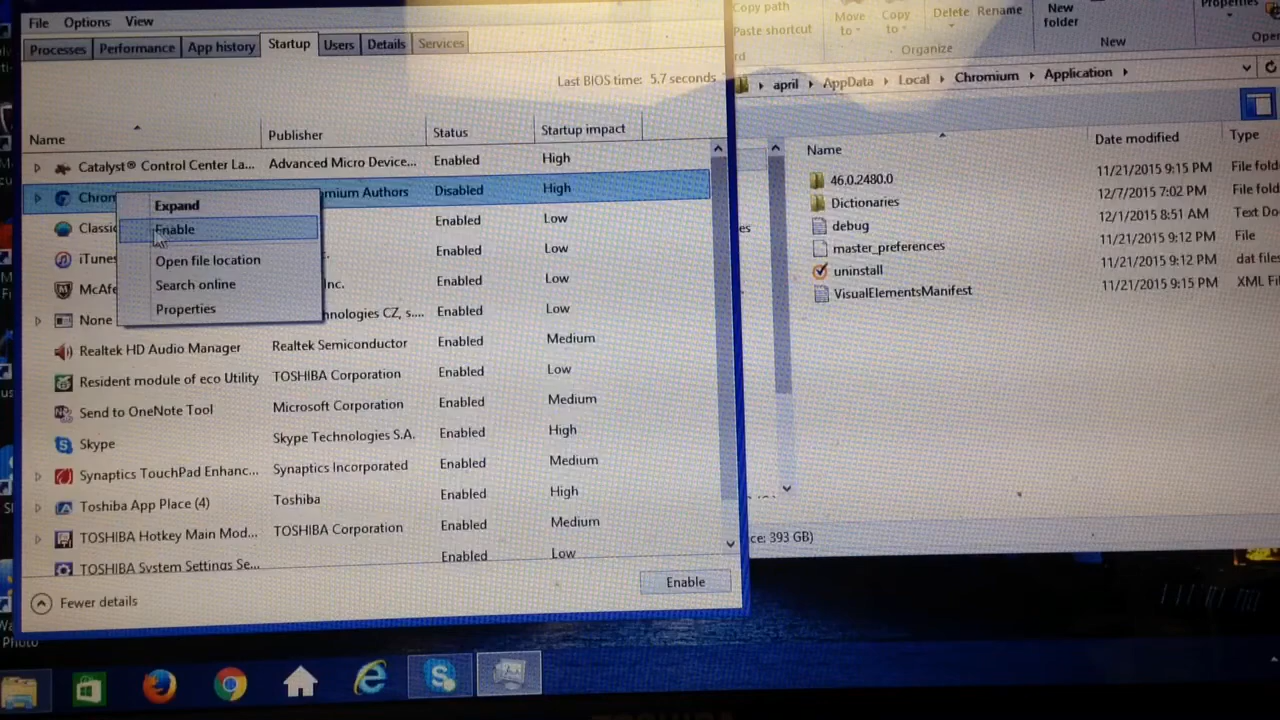 File Options View
Processes Performance App history Startup Users Details Services
Last BIOS time: 5.7 seconds
Name Publisher Status Startup impact
Catalyst® Control Center La... Advanced Micro Device... Enabled High
Chrom mium Authors Disabled High
Classic Enabled Low
iTunes Enabled Low
McAfe Inc. Enabled Low
None hnologies CZ, s.... Enabled Low
Realtek HD Audio Manager Realtek Semiconductor Enabled Medium
Resident module of eco Utility TOSHIBA Corporation Enabled Low
Send to OneNote Tool Microsoft Corporation Enabled Medium
Skype Skype Technologies S.A. Enabled High
Synaptics TouchPad Enhanc... Synaptics Incorporated Enabled Medium
Toshiba App Place (4) Toshiba Enabled High
TOSHIBA Hotkey Main Mod... TOSHIBA Corporation Enabled Medium
TOSHIBA System Settings Se... Enabled Low
Fewer details
Enable
Expand
Enable
Open file location
Search online
Properties
Copy path
Paste shortcut
Move to
Copy to
Delete
Rename
Organize
New folder
New
Properties
Open
april AppData Local Chromium Application
Name Date modified Type
46.0.2480.0 11/21/2015 9:15 PM File fold
Dictionaries 12/7/2015 7:02 PM File fold
debug 12/1/2015 8:51 AM Text Do
master_preferences 11/21/2015 9:12 PM File
uninstall 11/21/2015 9:12 PM dat files
VisualElementsManifest 11/21/2015 9:15 PM XML Fi
ce: 393 GB)
Photo